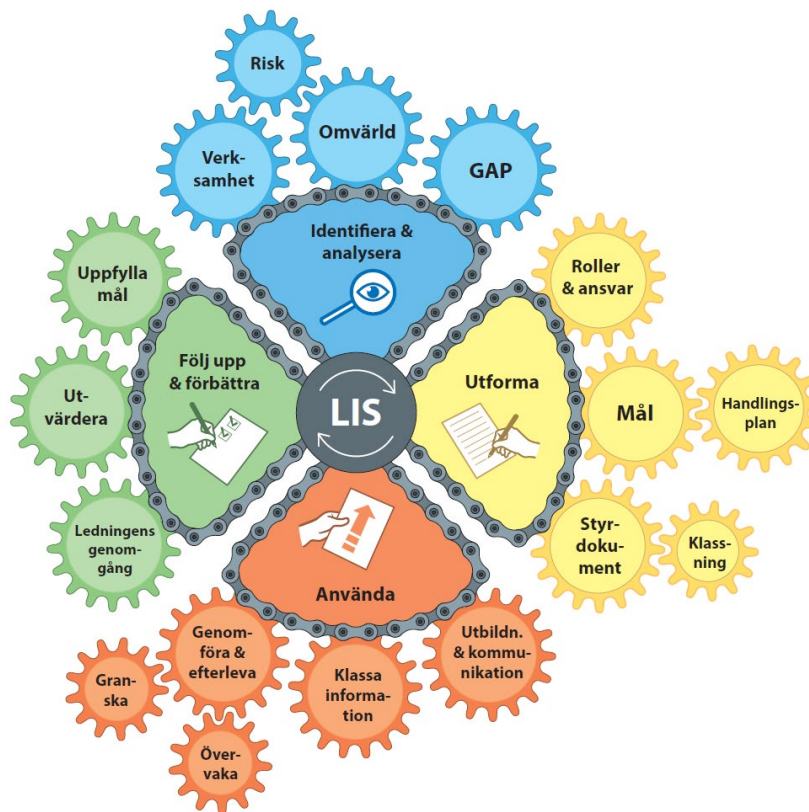 Risk
Omvärld
Verk-
samhet
GAP
Identifiera &
analysera
Uppfylla
mål
Roller
& ansvar
Följ upp
& förbättra
Utforma
Ut-
värdera
LIS
Mål
Handlings-
plan
Ledningens
genom-
gång
Styr-
doku-
ment
Klass-
ning
Använda
Genom-
föra &
efterleva
Utbildn.
& kommu-
nikation
Gran-
ska
Klassa
informa-
tion
Över-
vaka